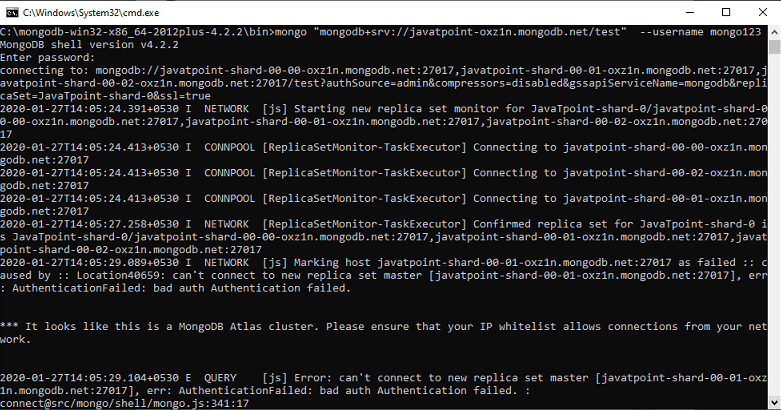 C:\Windows\System32\cmd.exe
C:\mongodb-win32-x86_64-2012plus-4.2.2\bin>mongo "mongodb+srv://javatpoint-oxz1n.mongodb.net/test"  --username mongo123
MongoDB shell version v4.2.2
Enter password:
connecting to: mongodb://javatpoint-shard-00-00-oxz1n.mongodb.net:27017,javatpoint-shard-00-01-oxz1n.mongodb.net:27017,j
avatpoint-shard-00-02-oxz1n.mongodb.net:27017/test?authSource=admin&compressors=disabled&gssapiServiceName=mongodb&repli
caSet=JavaTpoint-shard-0&ssl=true
2020-01-27T14:05:24.391+0530 I  NETWORK  [js] Starting new replica set monitor for JavaTpoint-shard-0/javatpoint-shard-0
0-00-oxz1n.mongodb.net:27017,javatpoint-shard-00-01-oxz1n.mongodb.net:27017,javatpoint-shard-00-02-oxz1n.mongodb.net:270
17
2020-01-27T14:05:24.413+0530 I  CONNPOOL [ReplicaSetMonitor-TaskExecutor] Connecting to javatpoint-shard-00-00-oxz1n.mon
godb.net:27017
2020-01-27T14:05:24.413+0530 I  CONNPOOL [ReplicaSetMonitor-TaskExecutor] Connecting to javatpoint-shard-00-02-oxz1n.mon
godb.net:27017
2020-01-27T14:05:24.413+0530 I  CONNPOOL [ReplicaSetMonitor-TaskExecutor] Connecting to javatpoint-shard-00-01-oxz1n.mon
godb.net:27017
2020-01-27T14:05:27.258+0530 I  NETWORK  [ReplicaSetMonitor-TaskExecutor] Confirmed replica set for JavaTpoint-shard-0 i
s JavaTpoint-shard-0/javatpoint-shard-00-00-oxz1n.mongodb.net:27017,javatpoint-shard-00-01-oxz1n.mongodb.net:27017,javat
point-shard-00-02-oxz1n.mongodb.net:27017
2020-01-27T14:05:29.089+0530 I  NETWORK  [js] Marking host javatpoint-shard-00-01-oxz1n.mongodb.net:27017 as failed :: c
aused by :: Location40659: can't connect to new replica set master [javatpoint-shard-00-01-oxz1n.mongodb.net:27017], err
: AuthenticationFailed: bad auth Authentication failed.
*** It looks like this is a MongoDB Atlas cluster. Please ensure that your IP whitelist allows connections from your net
work.
2020-01-27T14:05:29.104+0530 E  QUERY    [js] Error: can't connect to new replica set master [javatpoint-shard-00-01-oxz
1n.mongodb.net:27017], err: AuthenticationFailed: bad auth Authentication failed. :
connect@src/mongo/shell/mongo.js:341:17